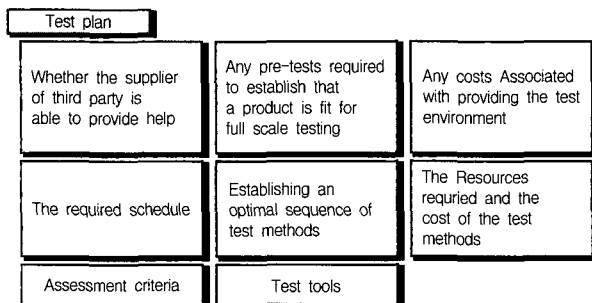 Test plan
Whether the supplier
of third party is
able to provide help
Any pre-tests required
to establish that
a product is fit for
full scale testing
Any costs Associated
with providing the test
environment
The required schedule
Establishing an
optimal sequence of
test methods
The Resources
requried and the
cost of the test
methods
Assessment criteria
Test tools